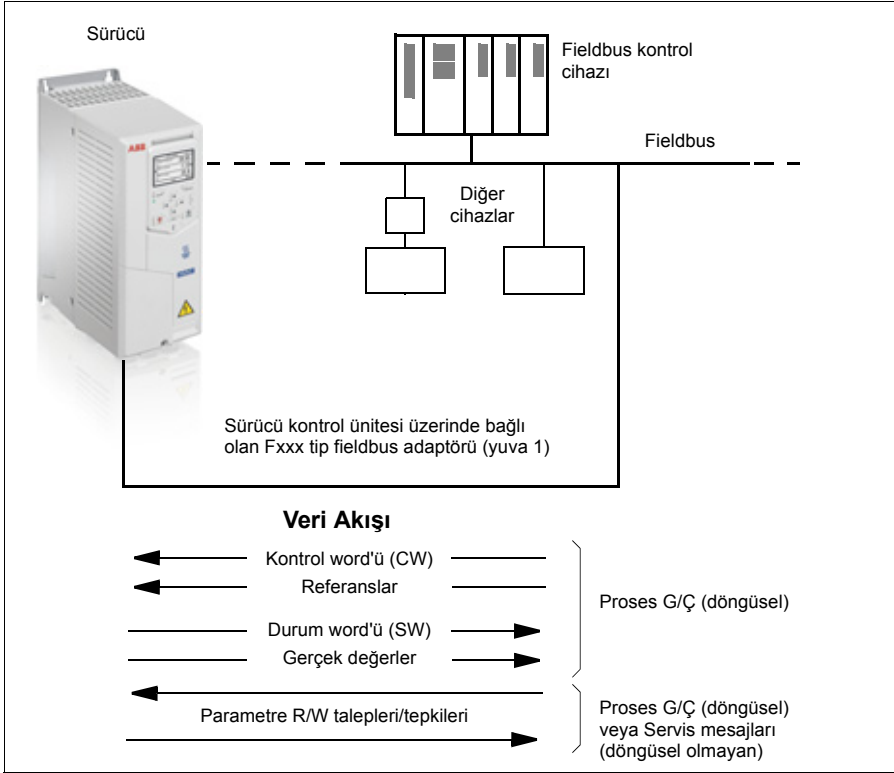 Sürücü
Fieldbus kontrol
cihazı
ABB
Fieldbus
Diğer
cihazlar
Sürücü kontrol ünitesi üzerinde bağlı
olan Fxxx tip fieldbus adaptörü (yuva 1)
Veri Akışı
Kontrol word'ü (CW)
Referanslar
Proses G/Ç (döngüsel)
Durum word'ü (SW)
Gerçek değerler
Parametre R/W talepleri/tepkileri
Proses G/Ç (döngüsel)
veya Servis mesajları
(döngüsel olmayan)